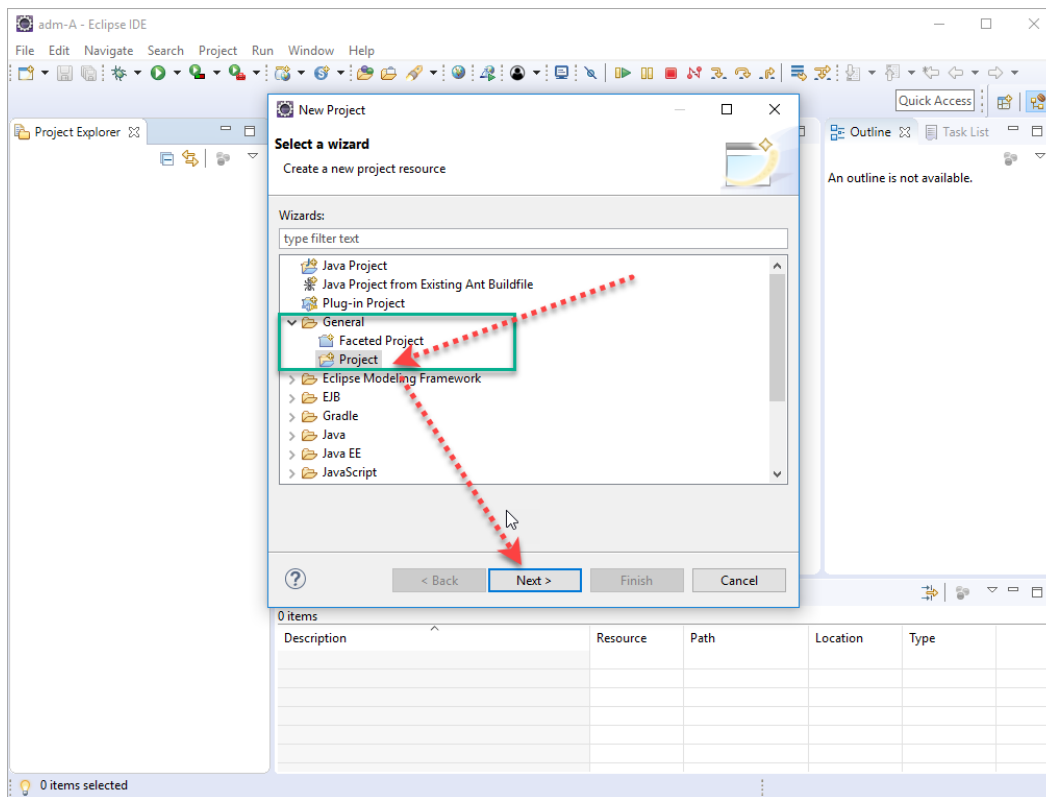 adm-A - Eclipse IDE
File Edit Navigate Search Project Run Window Help
Quick Access
Project Explorer
Outline Task List
An outline is not available.
New Project
Select a wizard
Create a new project resource
Wizards:
type filter text
Java Project
Java Project from Existing Ant Buildfile
Plug-in Project
General
Faceted Project
Project
Eclipse Modeling Framework
EJB
Gradle
Java
Java EE
JavaScript
< Back Next > Finish Cancel
0 items
Description Resource Path Location Type
0 items selected